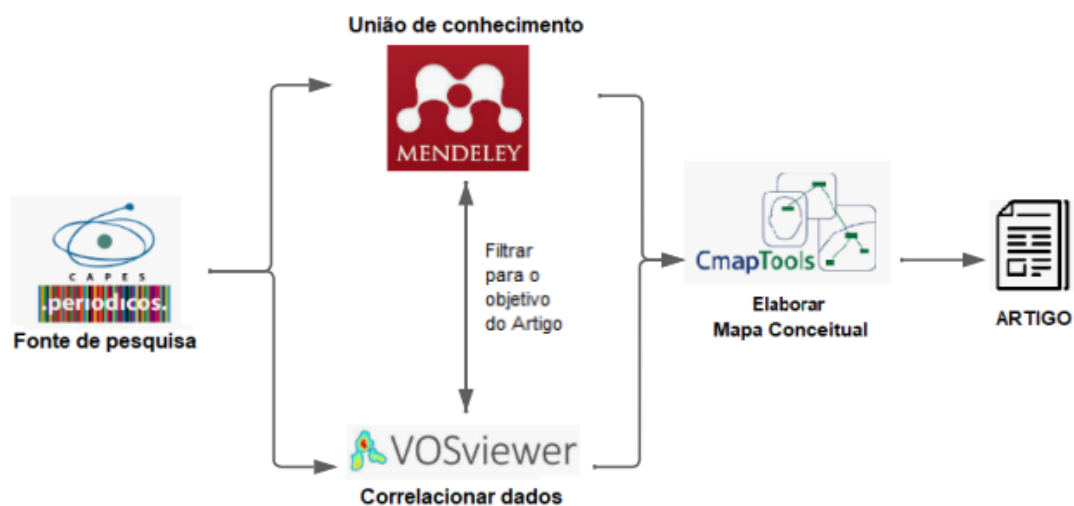 União de conhecimento
MENDELEY
CAPES
.periodicos.
Fonte de pesquisa
Filtrar
para o
objetivo
do Artigo
CmapTools
Elaborar
Mapa Conceitual
ARTIGO
VOSviewer
Correlacionar dados